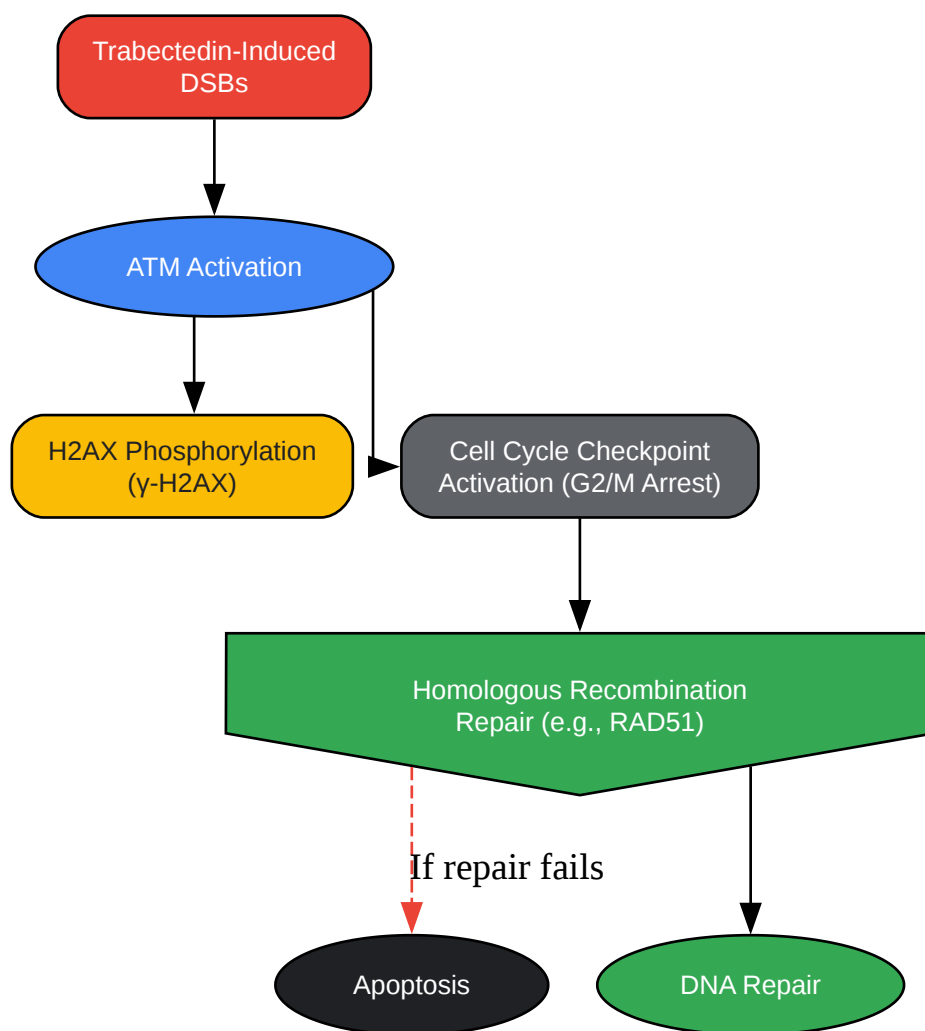 Trabectedin-Induced
DSBs
ATM Activation
H2AX Phosphorylation
(γ-H2AX)
Cell Cycle Checkpoint
Activation (G2/M Arrest)
Homologous Recombination
Repair (e.g., RAD51)
If repair fails
Apoptosis
DNA Repair